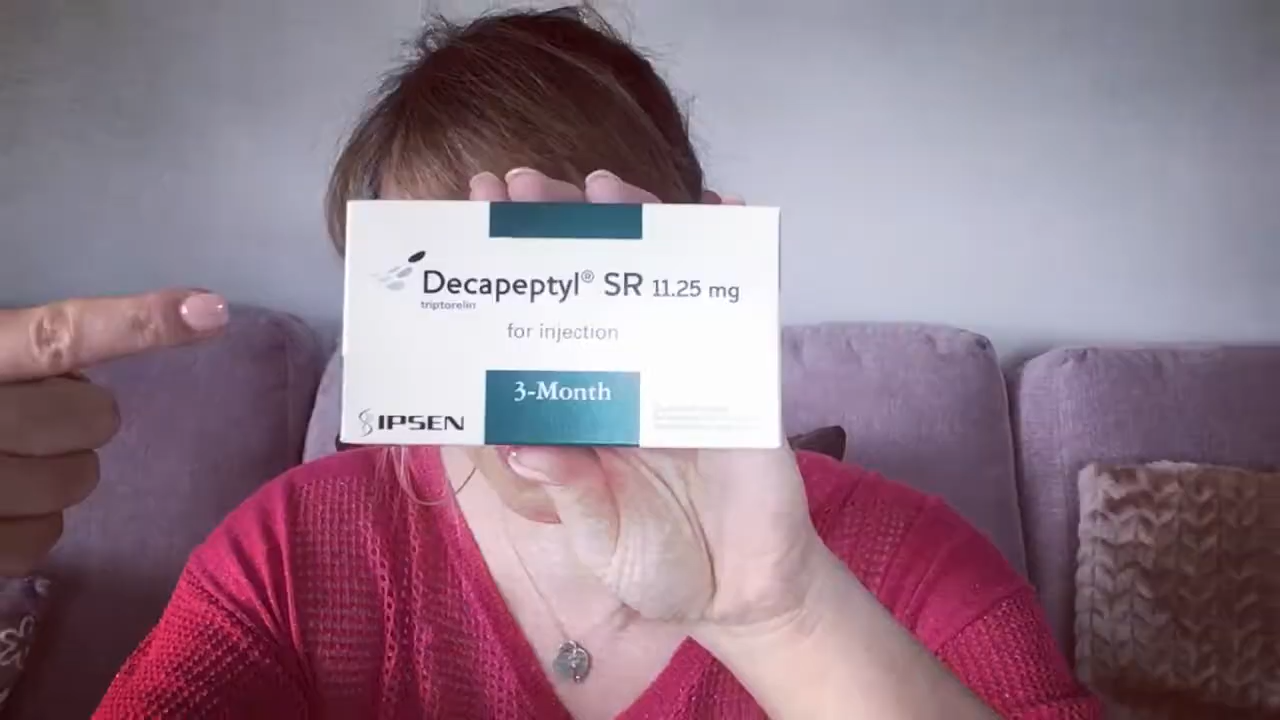 Decapeptyl® SR 11.25 mg
triptorelin
for injection
3-Month
IPSEN